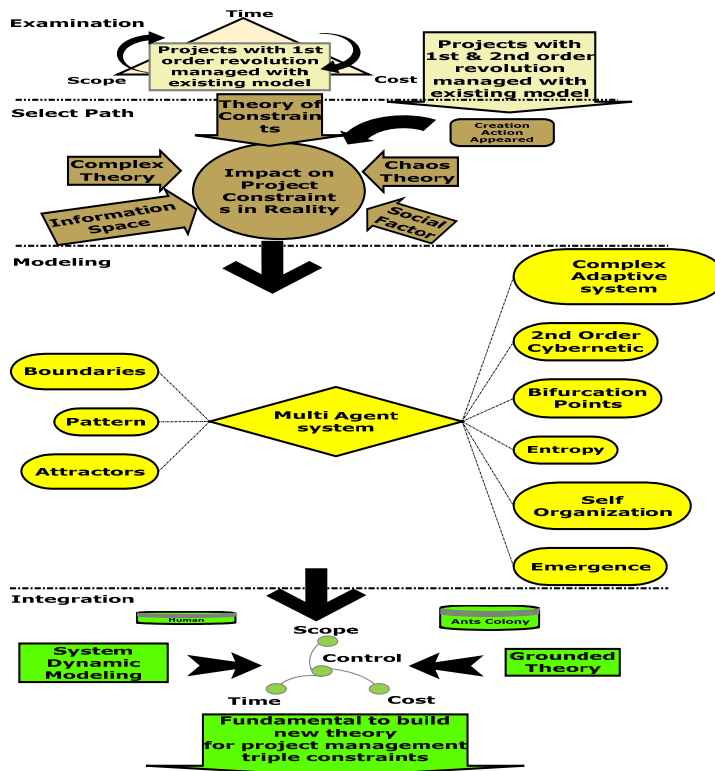 Time
Examination
Projects with 1st
order revolution
managed with
existing model
Scope
Cost
Projects with
1st & 2nd order
revolution
managed with
existing model
Select Path
Theory of
Constrain
ts
Creation
Action
Appeared
Complex
Theory
Impact on
Project
Constraint
s in Reality
Chaos
Theory
Information
Space
Social
Factor
Modeling
Complex
Adaptive
system
2nd Order
Cybernetic
Boundaries
Bifurcation
Points
Pattern
Multi Agent
system
Entropy
Attractors
Self
Organization
Emergence
Integration
Human
Ants Colony
Scope
System
Dynamic
Modeling
Control
Grounded
Theory
Time
Cost
Fundamental to build
new theory
for project management
triple constraints